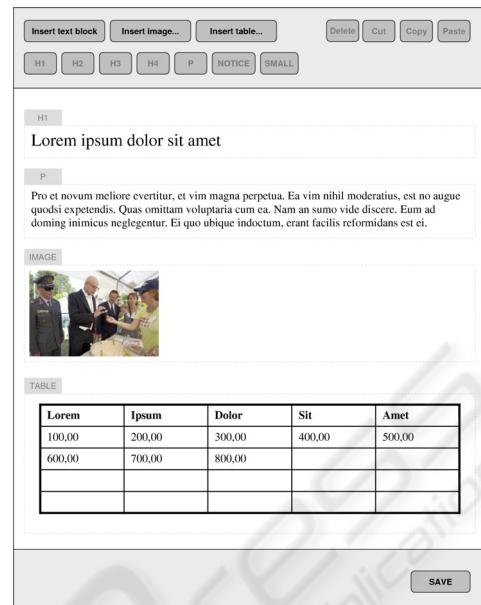 Insert text block Insert image... Insert table... Delete Cut Copy Paste
H1 H2 H3 H4 P NOTICE SMALL
H1
Lorem ipsum dolor sit amet
P
Pro et novum meliore evertitur, et vim magna perpetua. Ea vim nihil moderatius, est no augue
quodsi expetendis. Quas omittam voluptaria cum ea. Nam an sumo vide discere. Eum ad
doming inimicus neglegentur. Ei quo ubique indoctum, erant facilis reformidans est ei.
IMAGE
TABLE
Lorem Ipsum Dolor Sit Amet
100,00 200,00 300,00 400,00 500,00
600,00 700,00 800,00
SAVE